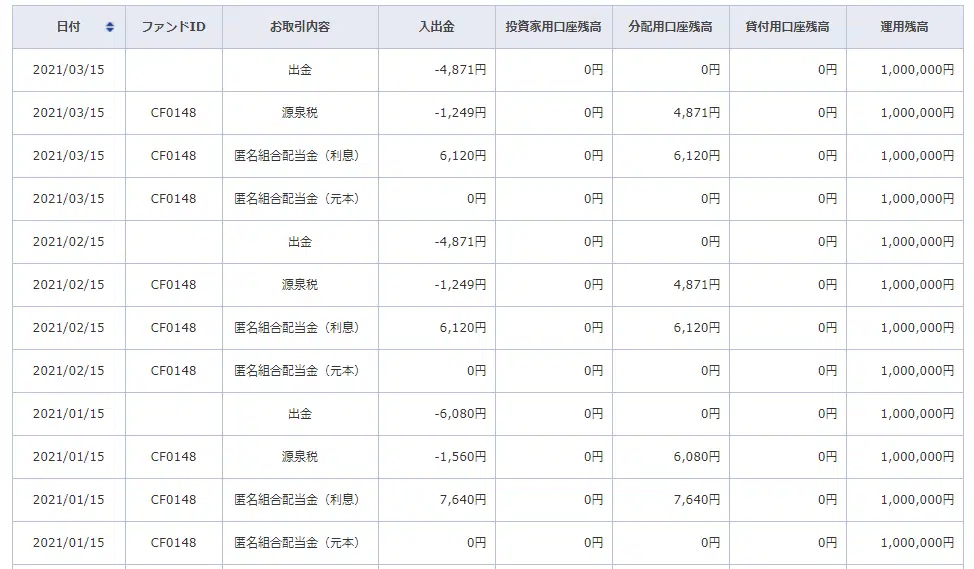 日付 ファンドID お取引内容 入出金 投資家用口座残高 分配用口座残高 貸付用口座残高 運用残高
2021/03/15 出金 -4,871円 0円 0円 0円 1,000,000円
2021/03/15 CF0148 源泉税 -1,249円 0円 4,871円 0円 1,000,000円
2021/03/15 CF0148 匿名組合配当金（利息） 6,120円 0円 6,120円 0円 1,000,000円
2021/03/15 CF0148 匿名組合配当金（元本） 0円 0円 0円 0円 1,000,000円
2021/02/15 出金 -4,871円 0円 0円 0円 1,000,000円
2021/02/15 CF0148 源泉税 -1,249円 0円 4,871円 0円 1,000,000円
2021/02/15 CF0148 匿名組合配当金（利息） 6,120円 0円 6,120円 0円 1,000,000円
2021/02/15 CF0148 匿名組合配当金（元本） 0円 0円 0円 0円 1,000,000円
2021/01/15 出金 -6,080円 0円 0円 0円 1,000,000円
2021/01/15 CF0148 源泉税 -1,560円 0円 6,080円 0円 1,000,000円
2021/01/15 CF0148 匿名組合配当金（利息） 7,640円 0円 7,640円 0円 1,000,000円
2021/01/15 CF0148 匿名組合配当金（元本） 0円 0円 0円 0円 1,000,000円